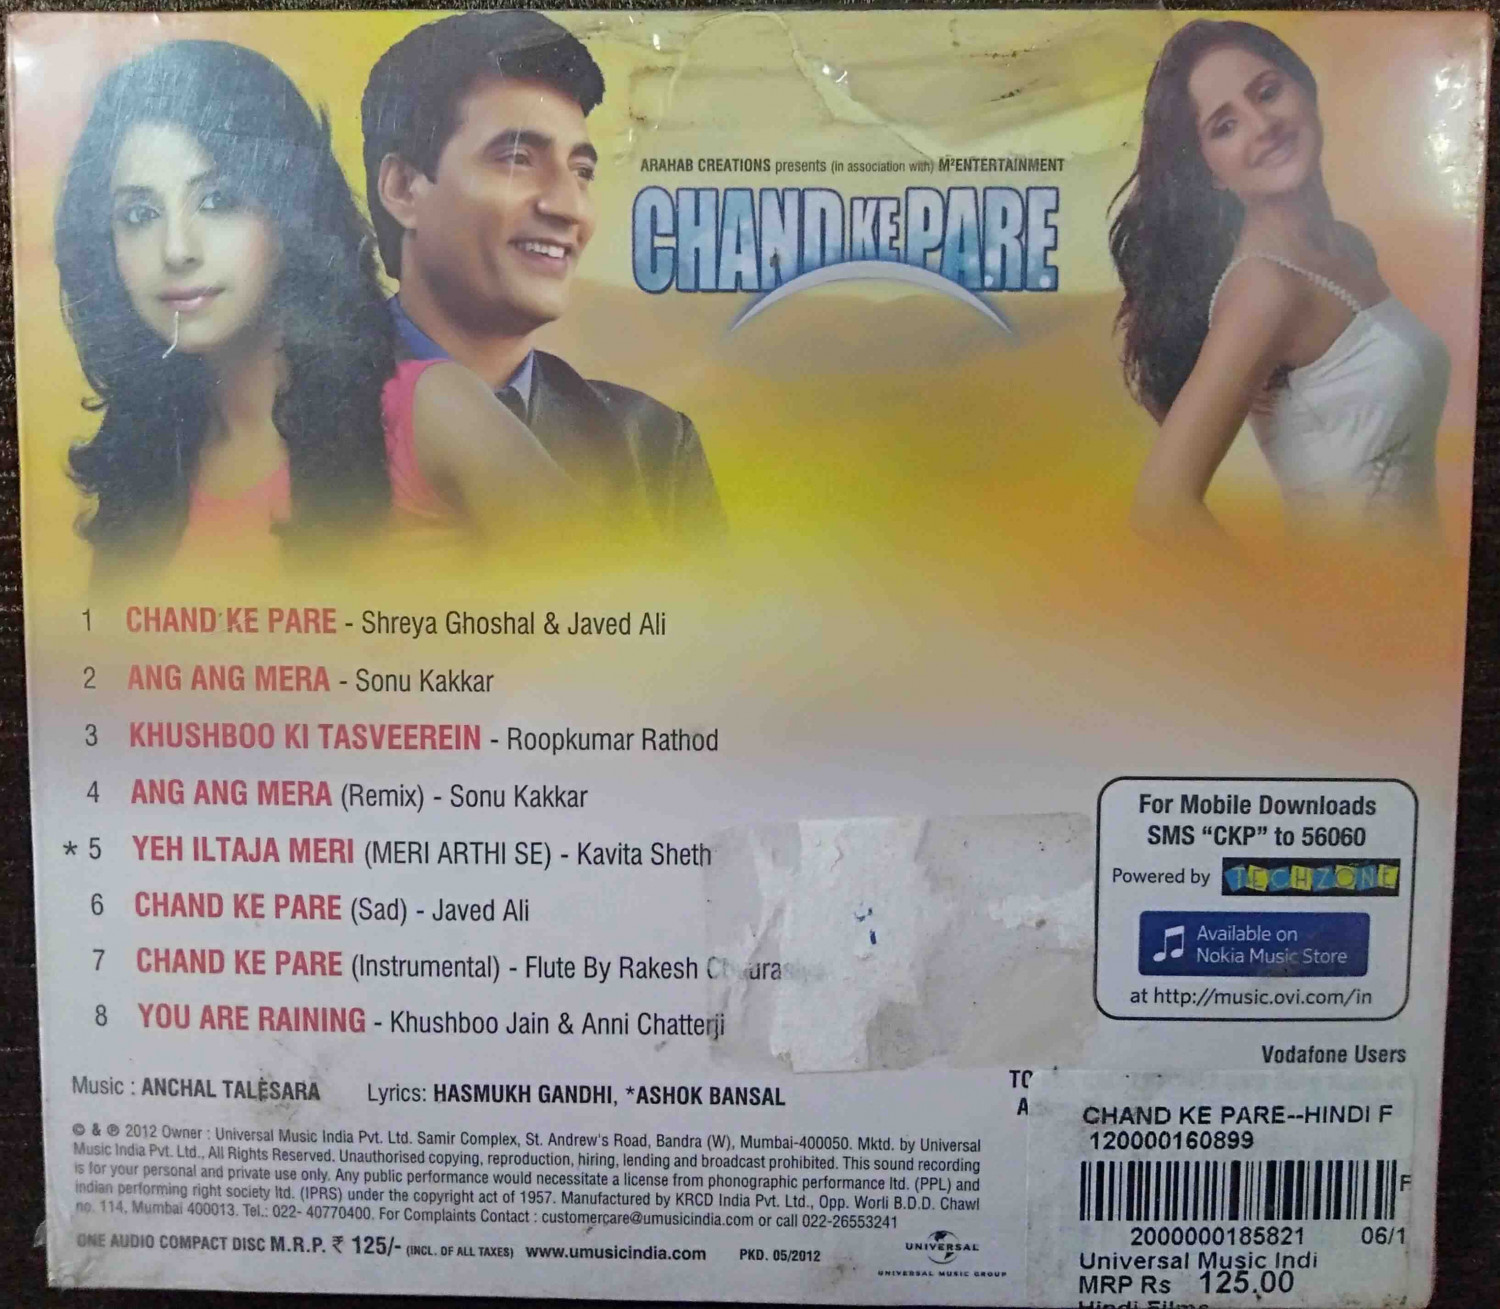 ARAHAB CREATIONS presents (in association with) M²ENTERTAINMENT
CHAND KE PARE
1 CHAND KE PARE - Shreya Ghoshal & Javed Ali
2 ANG ANG MERA - Sonu Kakkar
3 KHUSHBOO KI TASVEEREIN - Roopkumar Rathod
4 ANG ANG MERA (Remix) - Sonu Kakkar
* 5 YEH ILTAJA MERI (MERI ARTHI SE) - Kavita Sheth
6 CHAND KE PARE (Sad) - Javed Ali
7 CHAND KE PARE (Instrumental) - Flute By Rakesh
8 YOU ARE RAINING - Khushboo Jain & Anni Chatterji
For Mobile Downloads
SMS "CKP" to 56060
Powered by TECHZONE
Available on
Nokia Music Store
at http://music.ovi.com/in
Vodafone Users
Music : ANCHAL TALESARA Lyrics: HASMUKH GANDHI, *ASHOK BANSAL
© & ℗ 2012 Owner : Universal Music India Pvt. Ltd. Samir Complex, St. Andrew's Road, Bandra (W), Mumbai-400050. Mktd. by Universal
Music India Pvt. Ltd., All Rights Reserved. Unauthorised copying, reproduction, hiring, lending and broadcast prohibited. This sound recording
is for your personal and private use only. Any public performance would necessitate a license from phonographic performance ltd. (PPL) and
indian performing right society ltd. (IPRS) under the copyright act of 1957. Manufactured by KRCD India Pvt. Ltd., Opp. Worli B.D.D. Chawl
no. 114, Mumbai 400013. Tel.: 022- 40770400. For Complaints Contact : customercare@umusicindia.com or call 022-26553241
ONE AUDIO COMPACT DISC M.R.P. ₹ 125/- (INCL. OF ALL TAXES) www.umusicindia.com PKD. 05/2012
UNIVERSAL
UNIVERSAL MUSIC GROUP
CHAND KE PARE--HINDI F
120000160899
F
2000000185821 06/1
Universal Music Indi
MRP Rs 125.00
Hindi Films